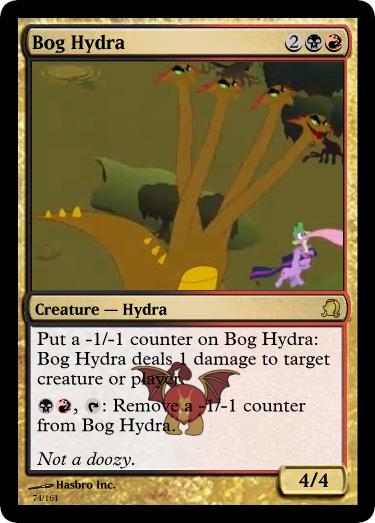 Bog Hydra 2
Creature — Hydra
Put a -1/-1 counter on Bog Hydra:
Bog Hydra deals 1 damage to target
creature or player.
, : Remove a -1/-1 counter
from Bog Hydra.
Not a doozy.
4/4
Hasbro Inc.
74/161